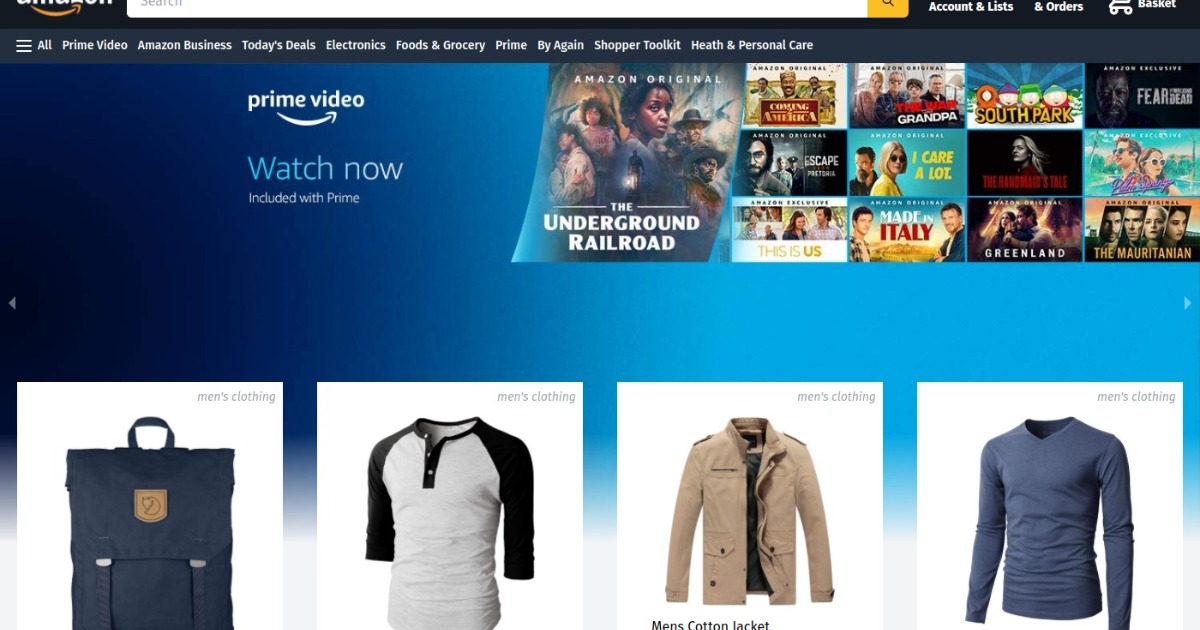 amazon
Search
Account & Lists
& Orders
Basket
All Prime Video Amazon Business Today's Deals Electronics Foods & Grocery Prime By Again Shopper Toolkit Heath & Personal Care
prime video
Watch now
Included with Prime
AMAZON ORIGINAL
THE
UNDERGROUND
RAILROAD
AMAZON ORIGINAL
COMING
AMERICA
AMAZON ORIGINAL
THE WAR
GRANDPA
SOUTH PARK
AMAZON EXCLUSIVE
FEAR THE WALKING DEAD
AMAZON ORIGINAL
ESCAPE
PRETORIA
AMAZON ORIGINAL
I CARE
A LOT.
THE HANDMAID'S TALE
AMAZON EXCLUSIVE
Palm Springs
AMAZON EXCLUSIVE
THIS IS US
AMAZON ORIGINAL
MADE IN
ITALY
AMAZON ORIGINAL
GREENLAND
AMAZON ORIGINAL
THE MAURITANIAN
men's clothing
men's clothing
men's clothing
men's clothing
Mens Cotton Jacket